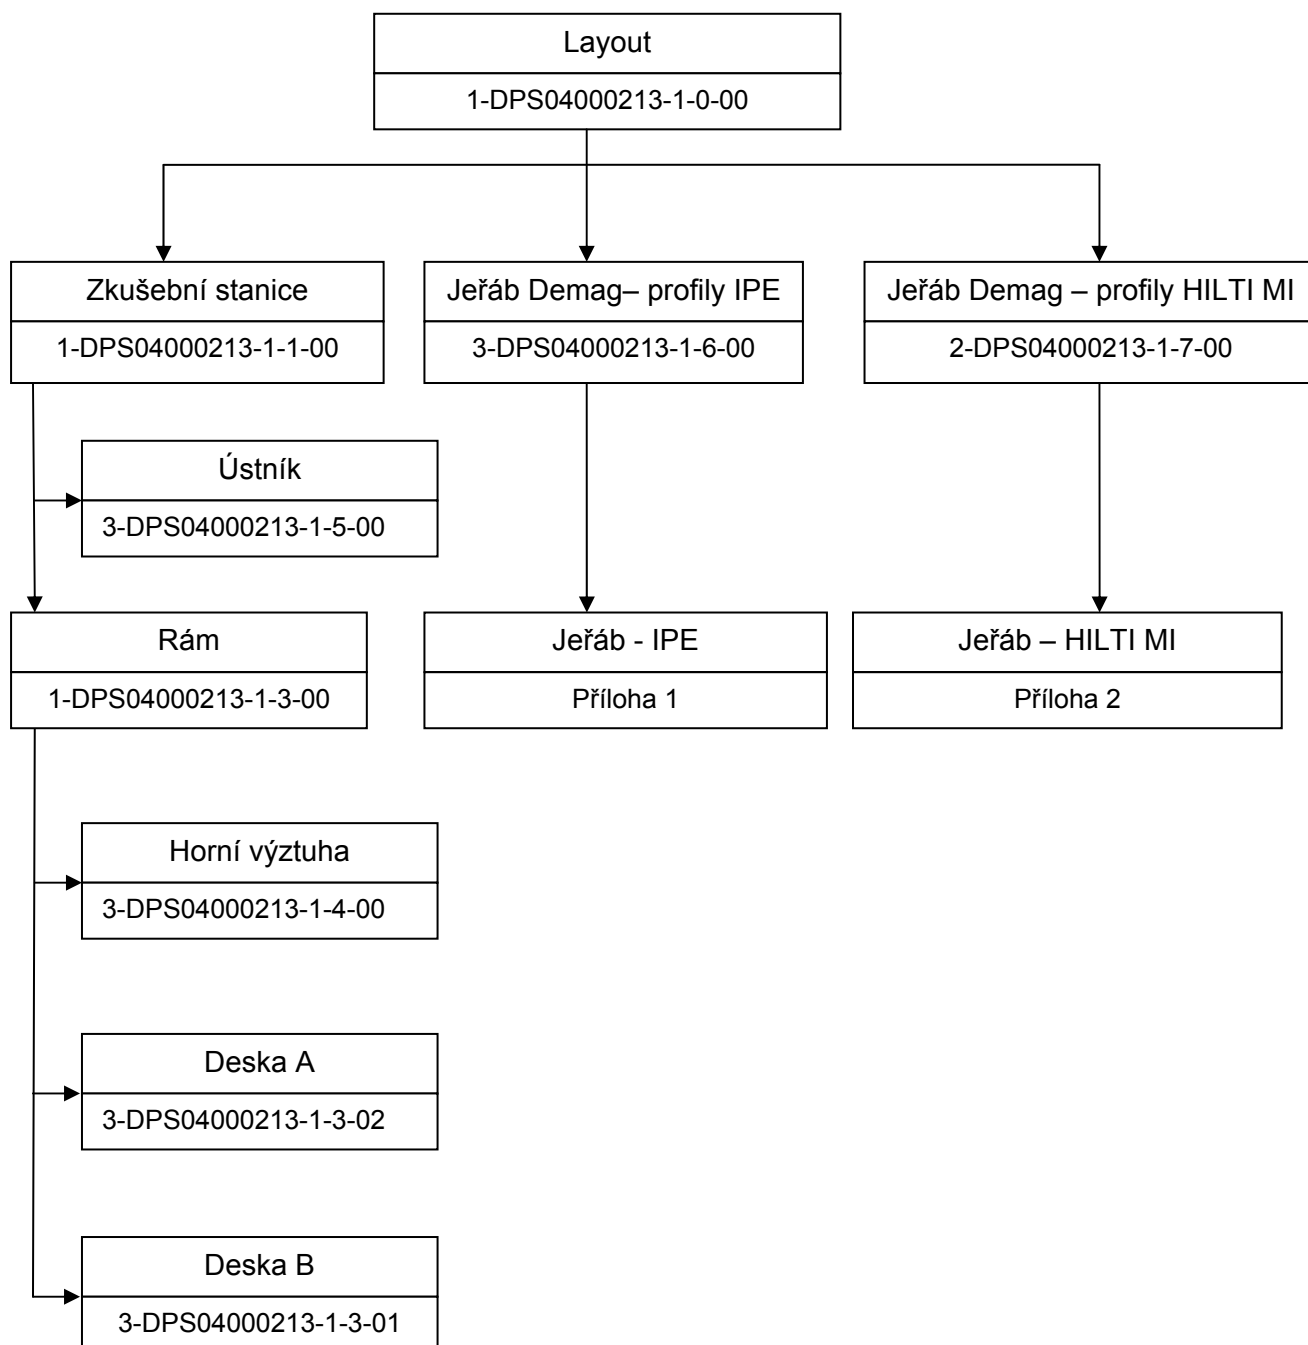 Layout
1-DPS04000213-1-0-00
Zkušební stanice
1-DPS04000213-1-1-00
Jeřáb Demag– profily IPE
3-DPS04000213-1-6-00
Jeřáb Demag – profily HILTI MI
2-DPS04000213-1-7-00
Ústník
3-DPS04000213-1-5-00
Rám
1-DPS04000213-1-3-00
Jeřáb - IPE
Příloha 1
Jeřáb – HILTI MI
Příloha 2
Horní výztuha
3-DPS04000213-1-4-00
Deska A
3-DPS04000213-1-3-02
Deska B
3-DPS04000213-1-3-01